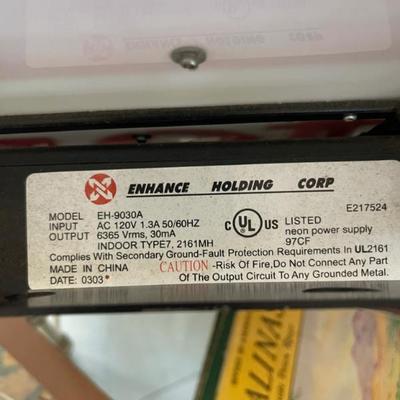 ENHANCE HOLDING CORP
MODEL EH-9030A
INPUT - AC 120V 1.3A 50/60HZ
OUTPUT - 6365 Vrms, 30mA
INDOOR TYPE7, 2161MH
E217524
C UL US LISTED
neon power supply
97CF
Complies With Secondary Ground-Fault Protection Requirements In UL2161
MADE IN CHINA
DATE: 0303
CAUTION -Risk Of Fire,Do Not Connect Any Part
Of The Output Circuit To Any Grounded Metal.
ALINAS